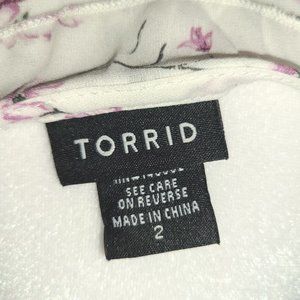 TORRID
SEE CARE
ON REVERSE
MADE IN CHINA
2